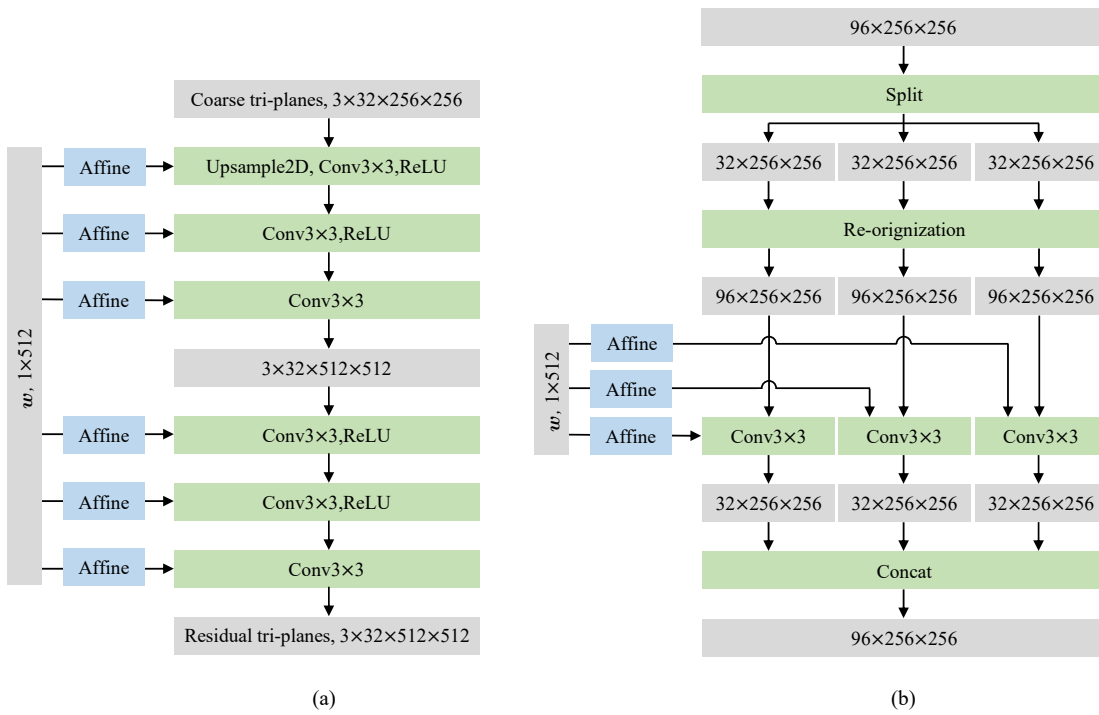 Coarse tri-planes, 3×32×256×256
w, 1×512
Affine
Upsample2D, Conv3×3,ReLU
Affine
Conv3×3,ReLU
Affine
Conv3×3
3×32×512×512
Affine
Conv3×3,ReLU
Affine
Conv3×3,ReLU
Affine
Conv3×3
Residual tri-planes, 3×32×512×512
(a)
96×256×256
Split
32×256×256 32×256×256 32×256×256
Re-orignization
96×256×256 96×256×256 96×256×256
w, 1×512
Affine
Affine
Affine
Conv3×3 Conv3×3 Conv3×3
32×256×256 32×256×256 32×256×256
Concat
96×256×256
(b)